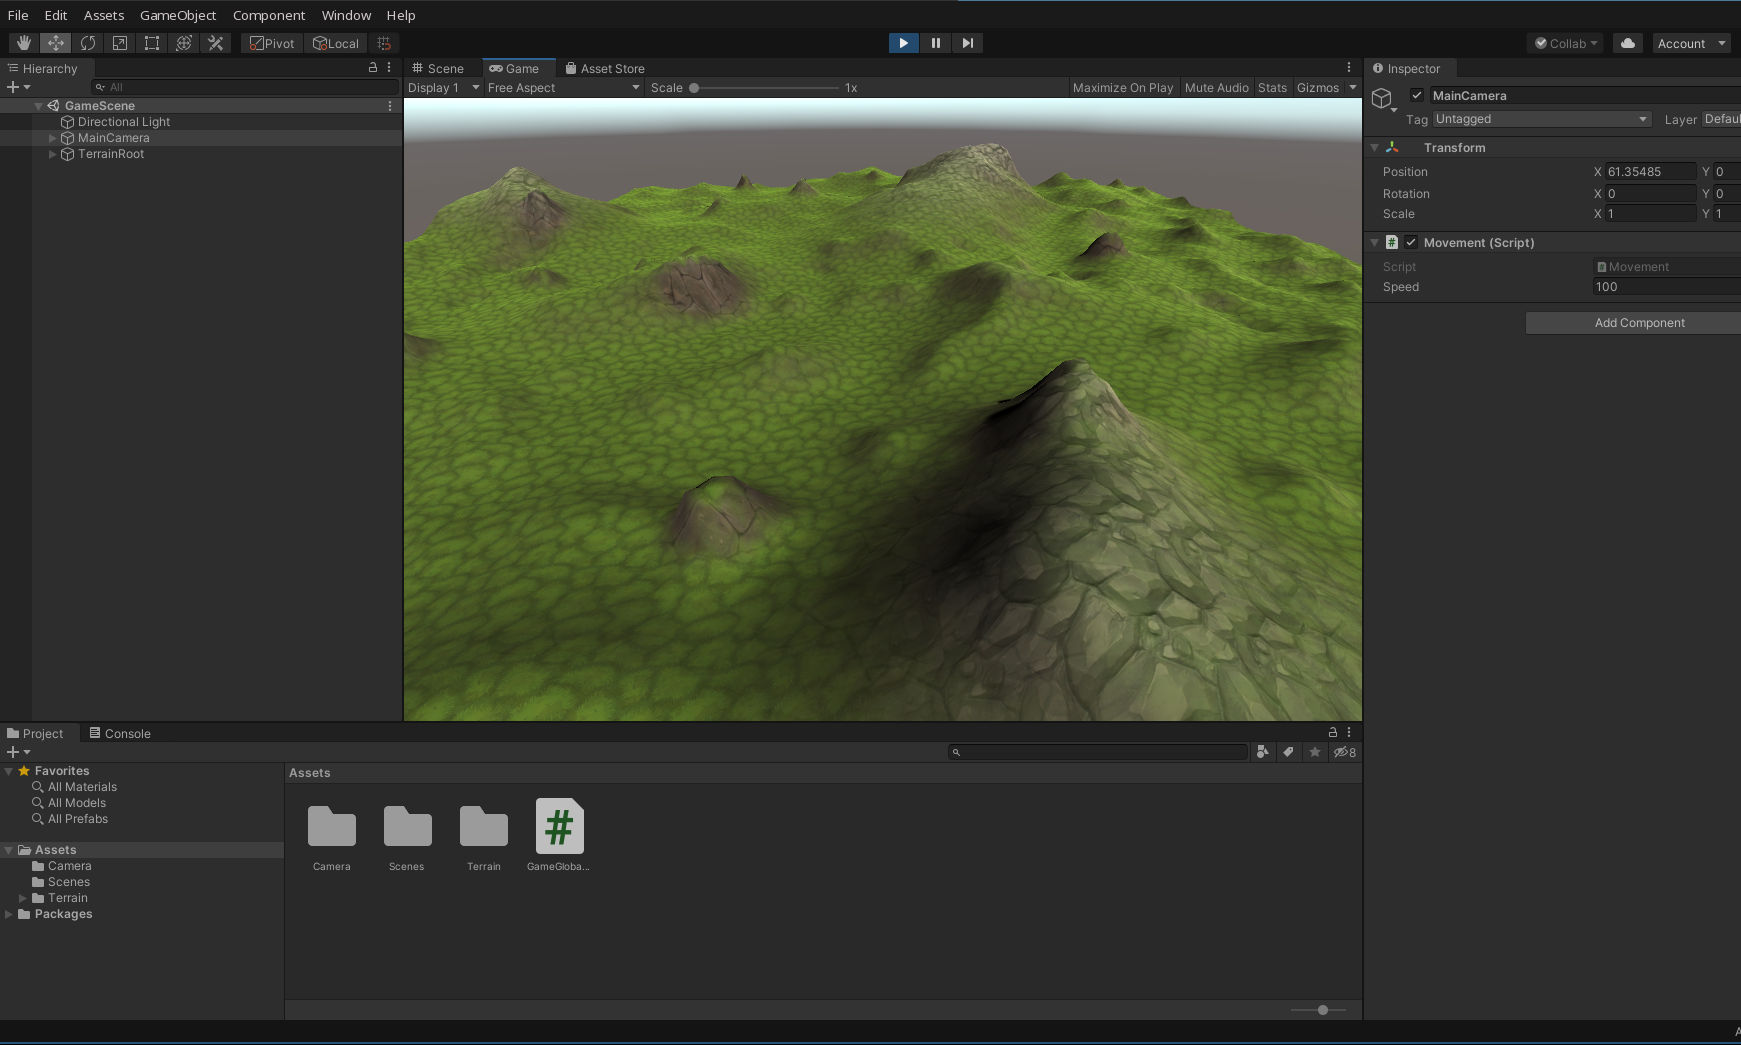 File Edit Assets GameObject Component Window Help
Pivot Local Collab Account
Hierarchy
All
GameScene
Directional Light
MainCamera
TerrainRoot
Scene Game Asset Store
Display 1 Free Aspect Scale 1x Maximize On Play Mute Audio Stats Gizmos
Inspector
MainCamera
Tag Untagged Layer Defaul
Transform
Position X 61.35485 Y 0
Rotation X 0 Y 0
Scale X 1 Y 1
# Movement (Script)
Script Movement
Speed 100
Add Component
Project Console
8
Favorites
All Materials
All Models
All Prefabs
Assets
Camera
Scenes
Terrain
Packages
Assets
#
Camera Scenes Terrain GameGloba...